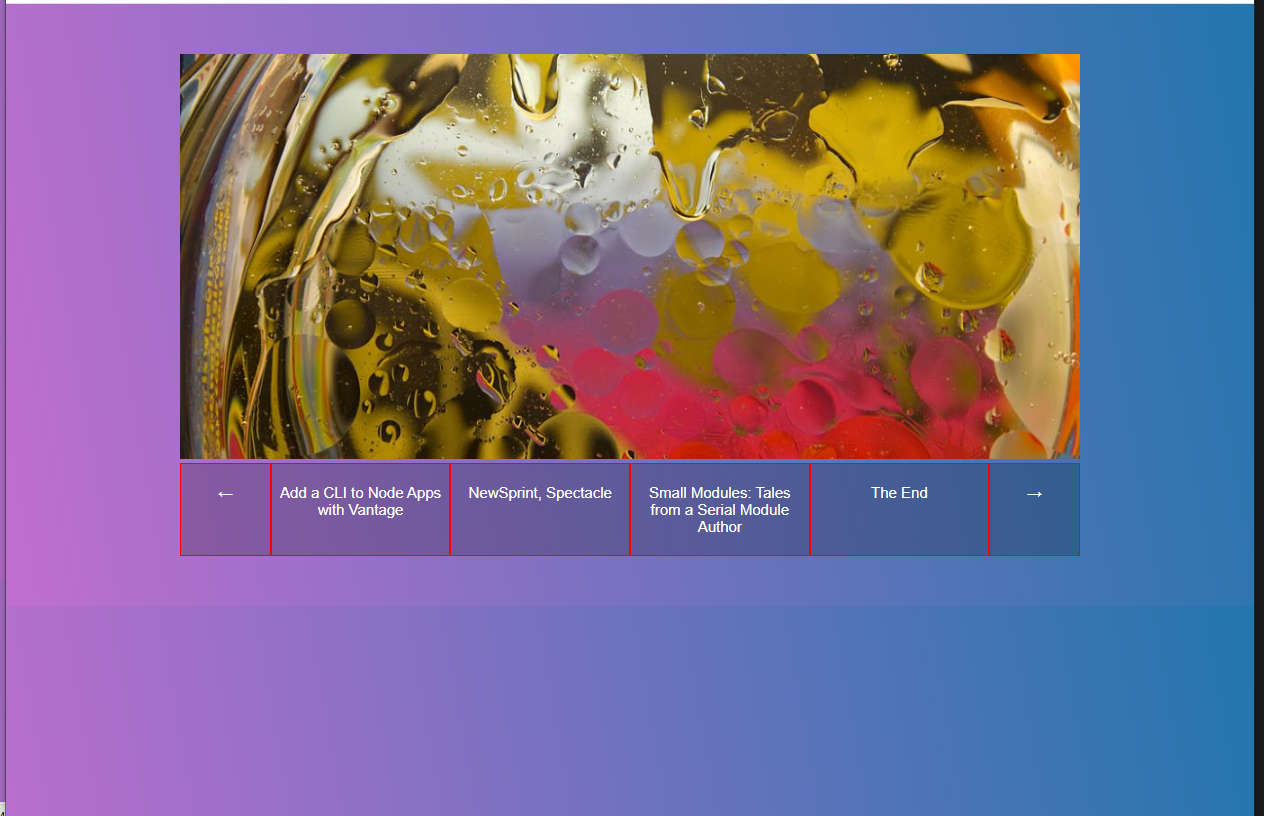 ←
Add a CLI to Node Apps
with Vantage
NewSprint, Spectacle
Small Modules: Tales
from a Serial Module
Author
The End
→